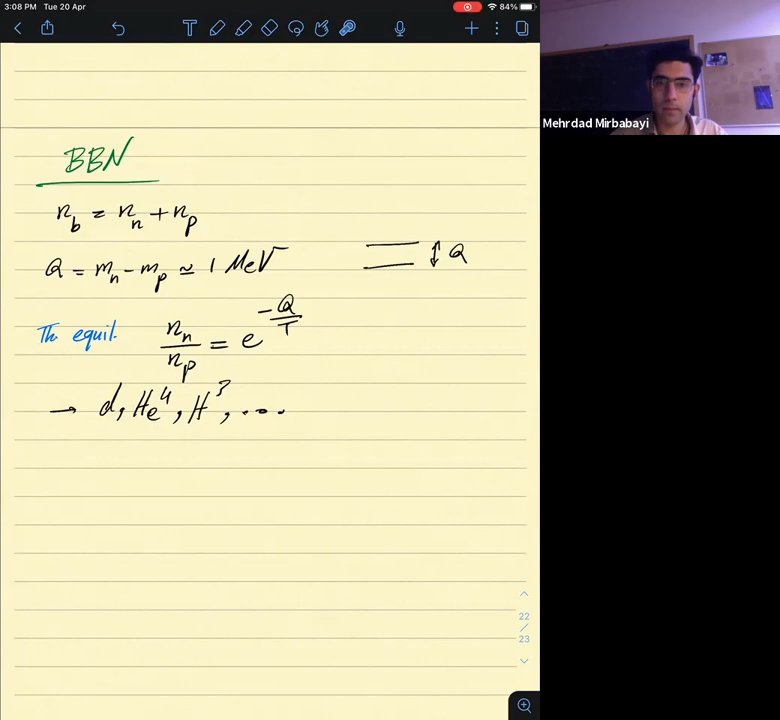 3:08 PM Tue 20 Apr
84%
Mehrdad Mirbabayi
BBN
n_b = n_n + n_p
Q = m_n - m_p ≃ 1 MeV
Q
Th equil. n_n/n_p = e^{-Q/T}
→ d, He^4, H^3, ....
22
/
23